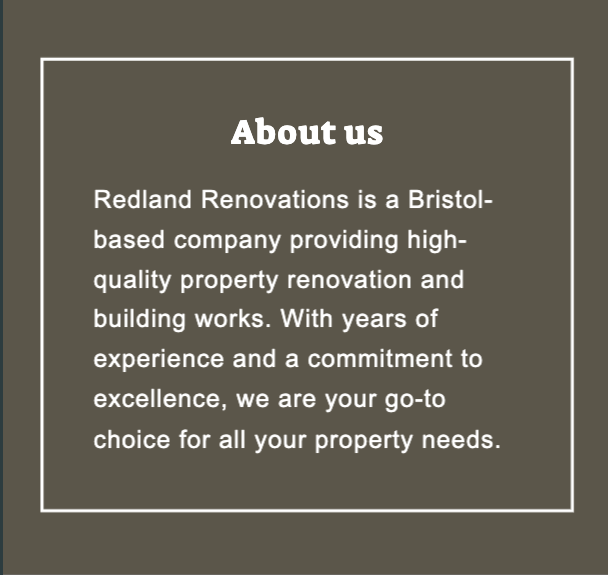 About us
Redland Renovations is a Bristol-
based company providing high-
quality property renovation and
building works. With years of
experience and a commitment to
excellence, we are your go-to
choice for all your property needs.